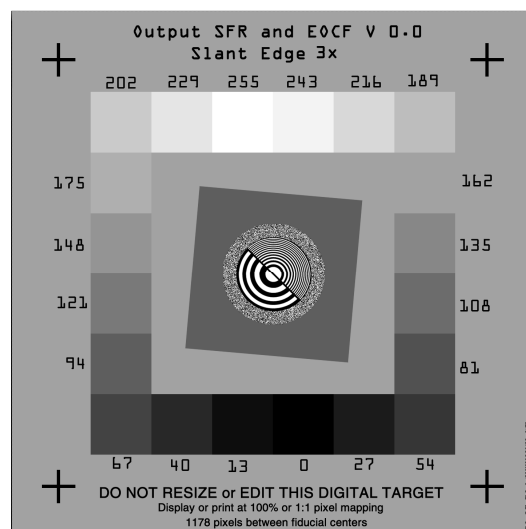 Output SFR and EOCF V 0.0
Slant Edge 3x
202 229 255 243 216 189
175 162
148 135
121 108
94 81
67 40 13 0 27 54
DO NOT RESIZE or EDIT THIS DIGITAL TARGET
Display or print at 100% or 1:1 pixel mapping
1178 pixels between fiducial centers